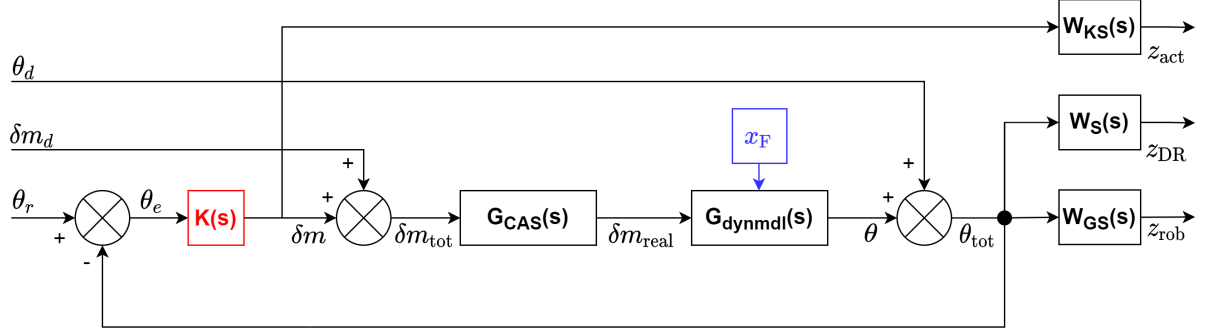 W_KS(s)
z_act
θ_d
+
W_S(s)
z_DR
δm_d
+
x_F
+
θ_r
+
-
θ_e
K(s)
δm
+
δm_tot
G_CAS(s)
δm_real
G_dynmdl(s)
θ
+
θ_tot
W_GS(s)
z_rob